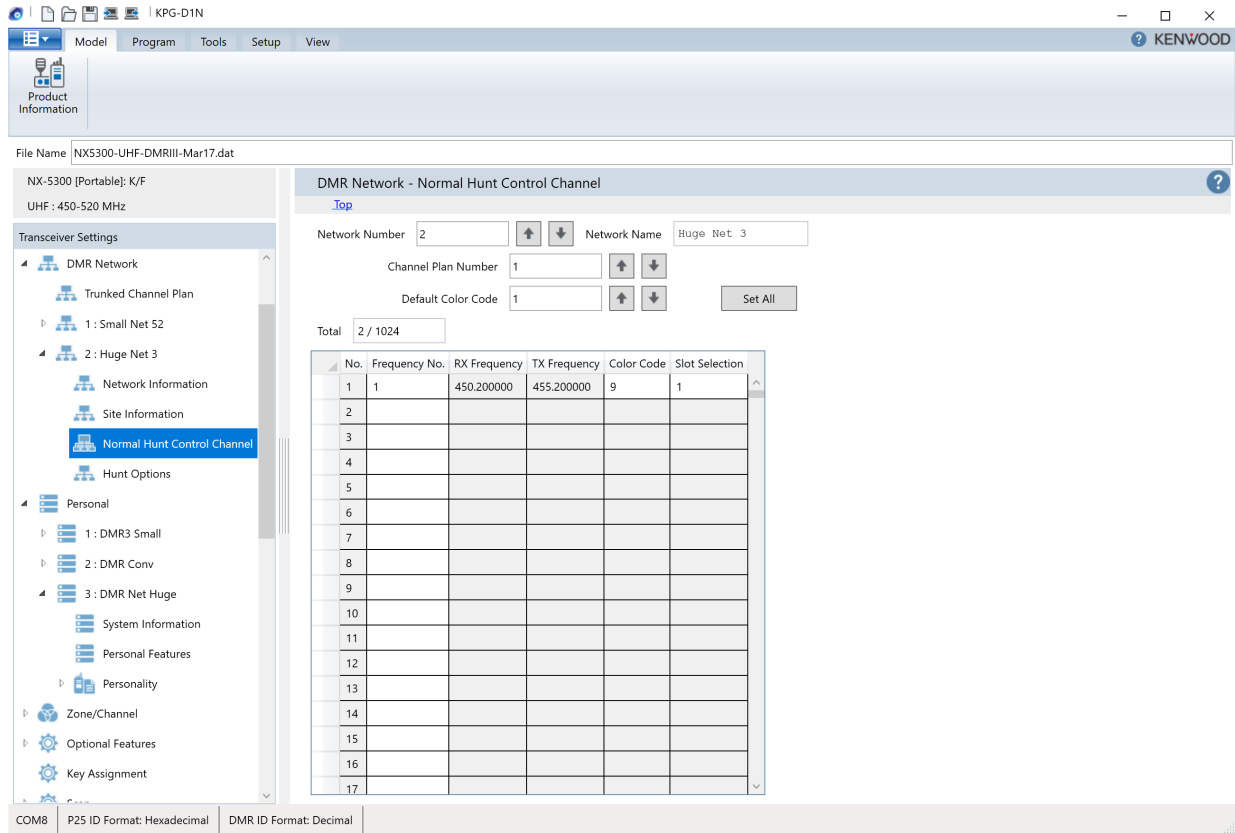 KPG-D1N
Model Program Tools Setup View
KENWOOD
Product
Information
File Name NX5300-UHF-DMRIII-Mar17.dat
NX-5300 [Portable]: K/F
UHF : 450-520 MHz
Transceiver Settings
DMR Network
Trunked Channel Plan
1 : Small Net 52
2 : Huge Net 3
Network Information
Site Information
Normal Hunt Control Channel
Hunt Options
Personal
1 : DMR3 Small
2 : DMR Conv
3 : DMR Net Huge
System Information
Personal Features
Personality
Zone/Channel
Optional Features
Key Assignment
DMR Network - Normal Hunt Control Channel
?
Top
Network Number 2 Network Name Huge Net 3
Channel Plan Number 1
Default Color Code 1 Set All
Total 2 / 1024
No. Frequency No. RX Frequency TX Frequency Color Code Slot Selection
1 1 450.200000 455.200000 9 1
2
3
4
5
6
7
8
9
10
11
12
13
14
15
16
17
COM8 P25 ID Format: Hexadecimal DMR ID Format: Decimal